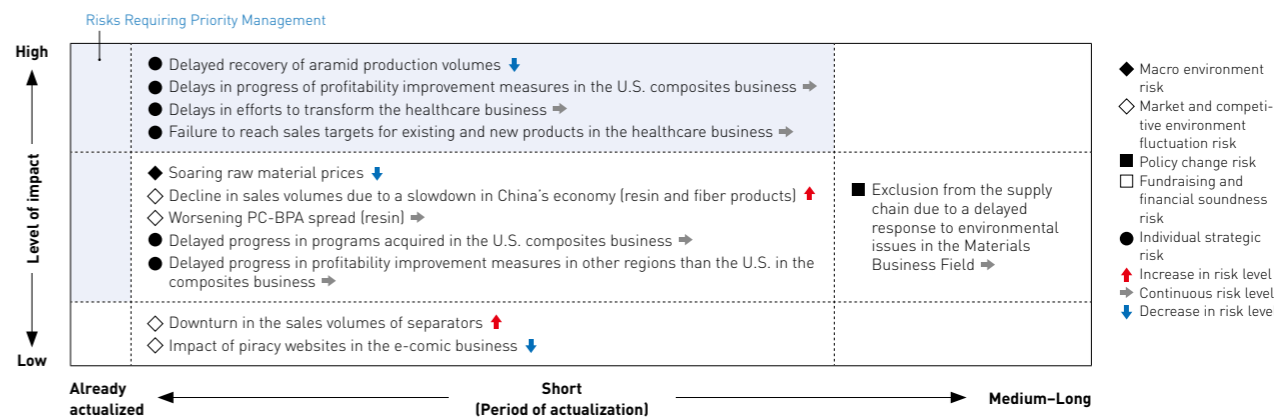 Risks Requiring Priority Management
High
Level of impact
Low
● Delayed recovery of aramid production volumes ⬇
● Delays in progress of profitability improvement measures in the U.S. composites business ➡
● Delays in efforts to transform the healthcare business ➡
● Failure to reach sales targets for existing and new products in the healthcare business ➡
◆ Soaring raw material prices ⬇
◇ Decline in sales volumes due to a slowdown in China’s economy (resin and fiber products) ⬆
◇ Worsening PC-BPA spread (resin) ➡
● Delayed progress in programs acquired in the U.S. composites business ➡
● Delayed progress in profitability improvement measures in other regions than the U.S. in the
composites business ➡
■ Exclusion from the supply
chain due to a delayed
response to environmental
issues in the Materials
Business Field ➡
◇ Downturn in the sales volumes of separators ⬆
◇ Impact of piracy websites in the e-comic business ⬇
Already
actualized
Short
(Period of actualization)
Medium–Long
◆ Macro environment
risk
◇ Market and competi-
tive environment
fluctuation risk
■ Policy change risk
□ Fundraising and
financial soundness
risk
● Individual strategic
risk
⬆ Increase in risk level
➡ Continuous risk level
⬇ Decrease in risk leve